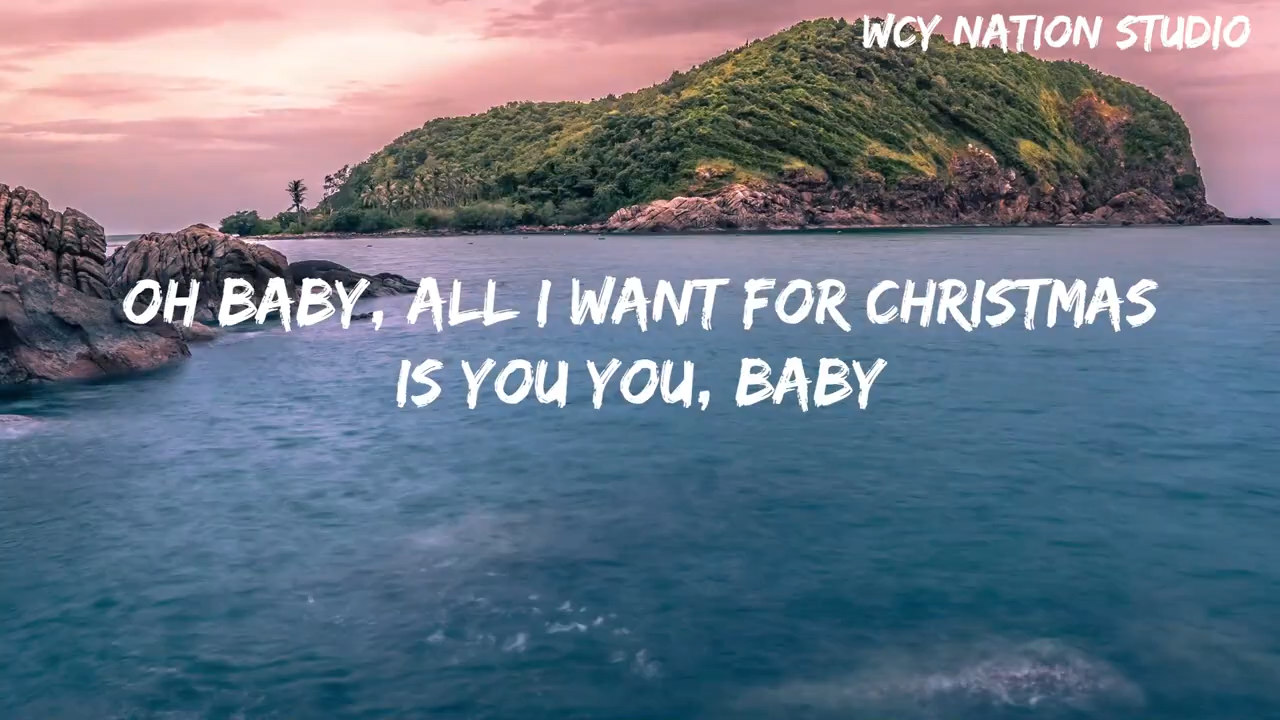 WCY NATION STUDIO
OH BABY, ALL I WANT FOR CHRISTMAS
IS YOU YOU, BABY